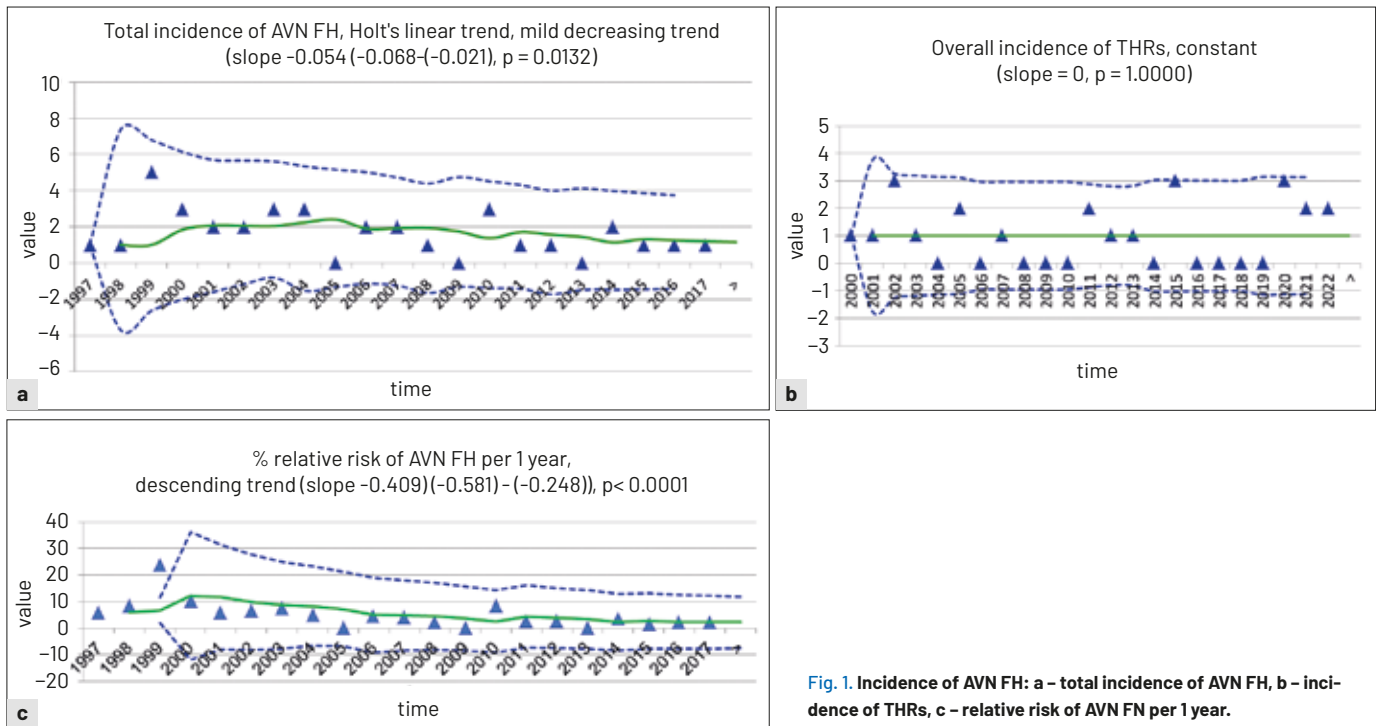 Total incidence of AVN FH, Holt's linear trend, mild decreasing trend
(slope -0.054 (-0.068-(-0.021), p = 0.0132)
10
8
6
4
2
0
−2
−4
−6
value
1997 1998 1999 2000 2001 2002 2003 2004 2005 2006 2007 2008 2009 2010 2011 2012 2013 2014 2015 2016 2017 >
time
a
Overall incidence of THRs, constant
(slope = 0, p = 1.0000)
5
4
3
2
1
0
−1
−2
−3
value
2000 2001 2002 2003 2004 2005 2006 2007 2008 2009 2010 2011 2012 2013 2014 2015 2016 2017 2018 2019 2020 2021 2022 >
time
b
% relative risk of AVN FH per 1 year,
descending trend (slope -0.409) (-0.581) - (-0.248)), p< 0.0001
40
30
20
10
0
−10
−20
value
1997 1998 1999 2000 2001 2002 2003 2004 2005 2006 2007 2008 2009 2010 2011 2012 2013 2014 2015 2016 2017 >
time
c
Fig. 1. Incidence of AVN FH: a – total incidence of AVN FH, b – inci-
dence of THRs, c – relative risk of AVN FN per 1 year.